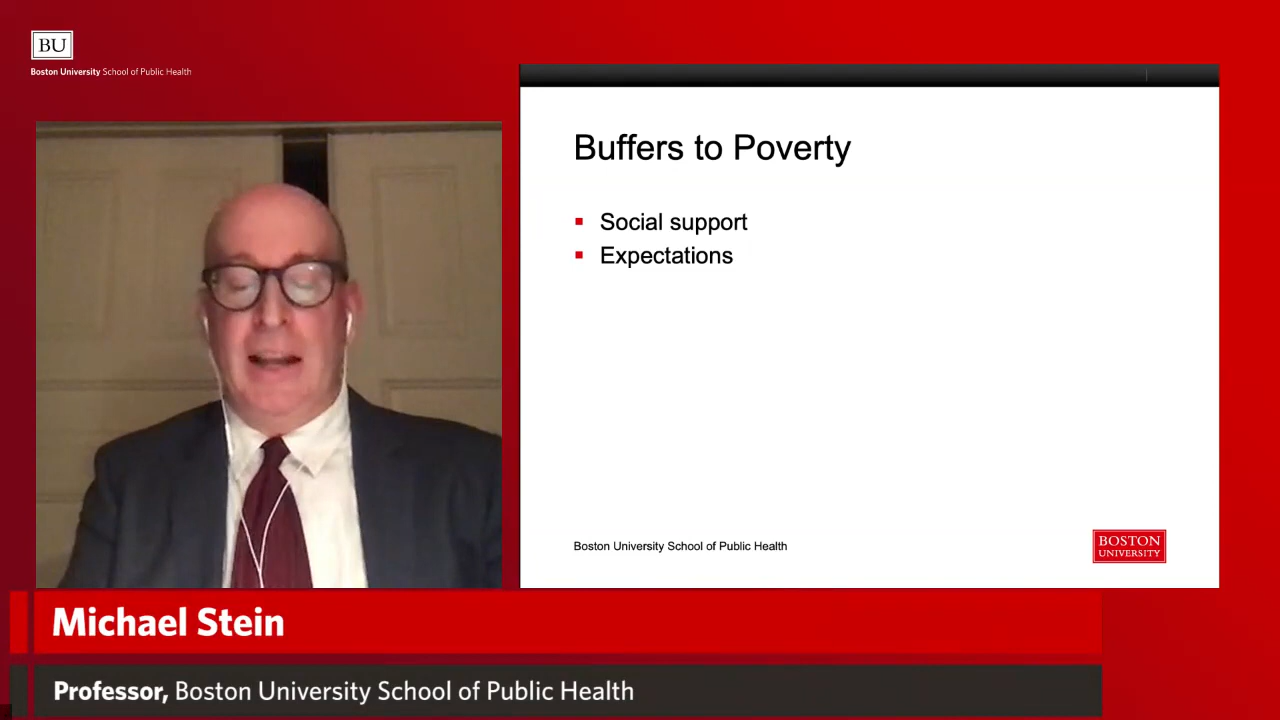 BU
Boston University School of Public Health
Buffers to Poverty
Social support
Expectations
Boston University School of Public Health
BOSTON
UNIVERSITY
Michael Stein
Professor, Boston University School of Public Health